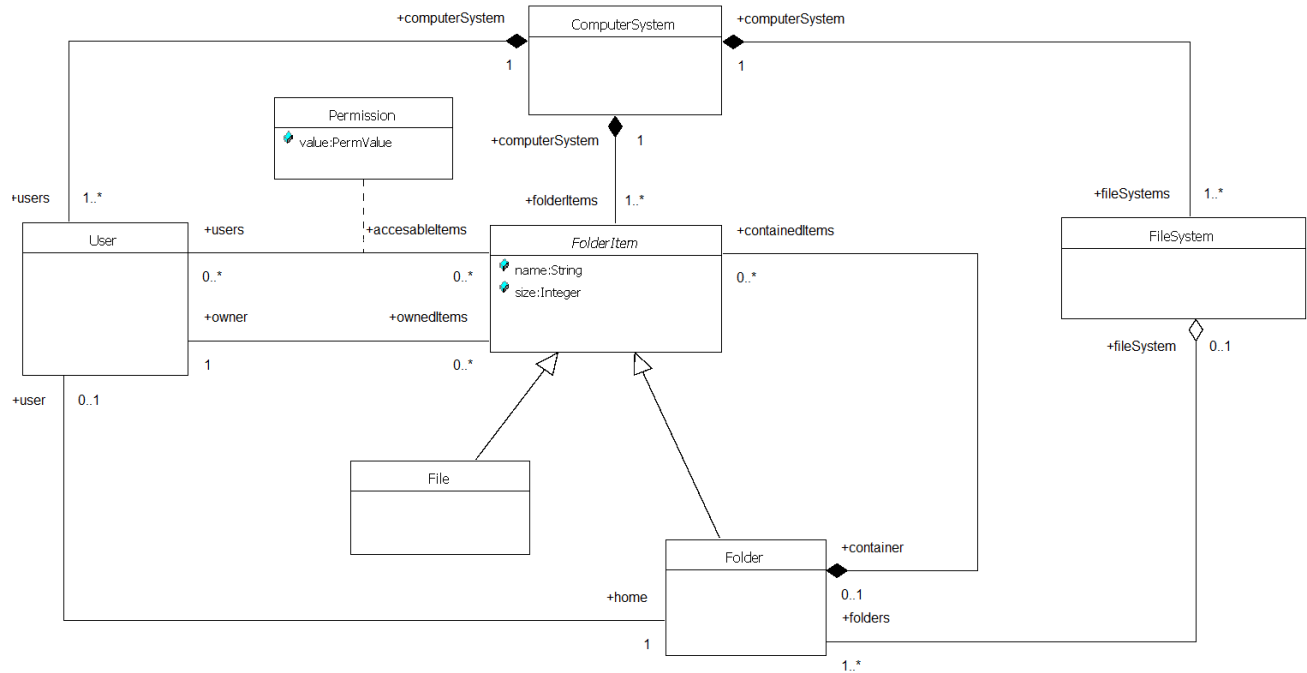 +computerSystem
ComputerSystem
+computerSystem
1
1
Permission
value:PermValue
+computerSystem
1
+users
1..*
+folderItems
1..*
+fileSystems
1..*
User
+users
+accesableItems
FolderItem
+containedItems
FileSystem
name:String
0..*
0..*
0..*
size:Integer
+owner
+ownedItems
+fileSystem
0..1
1
0..*
+user
0..1
File
+container
Folder
+home
0..1
+folders
1
1..*